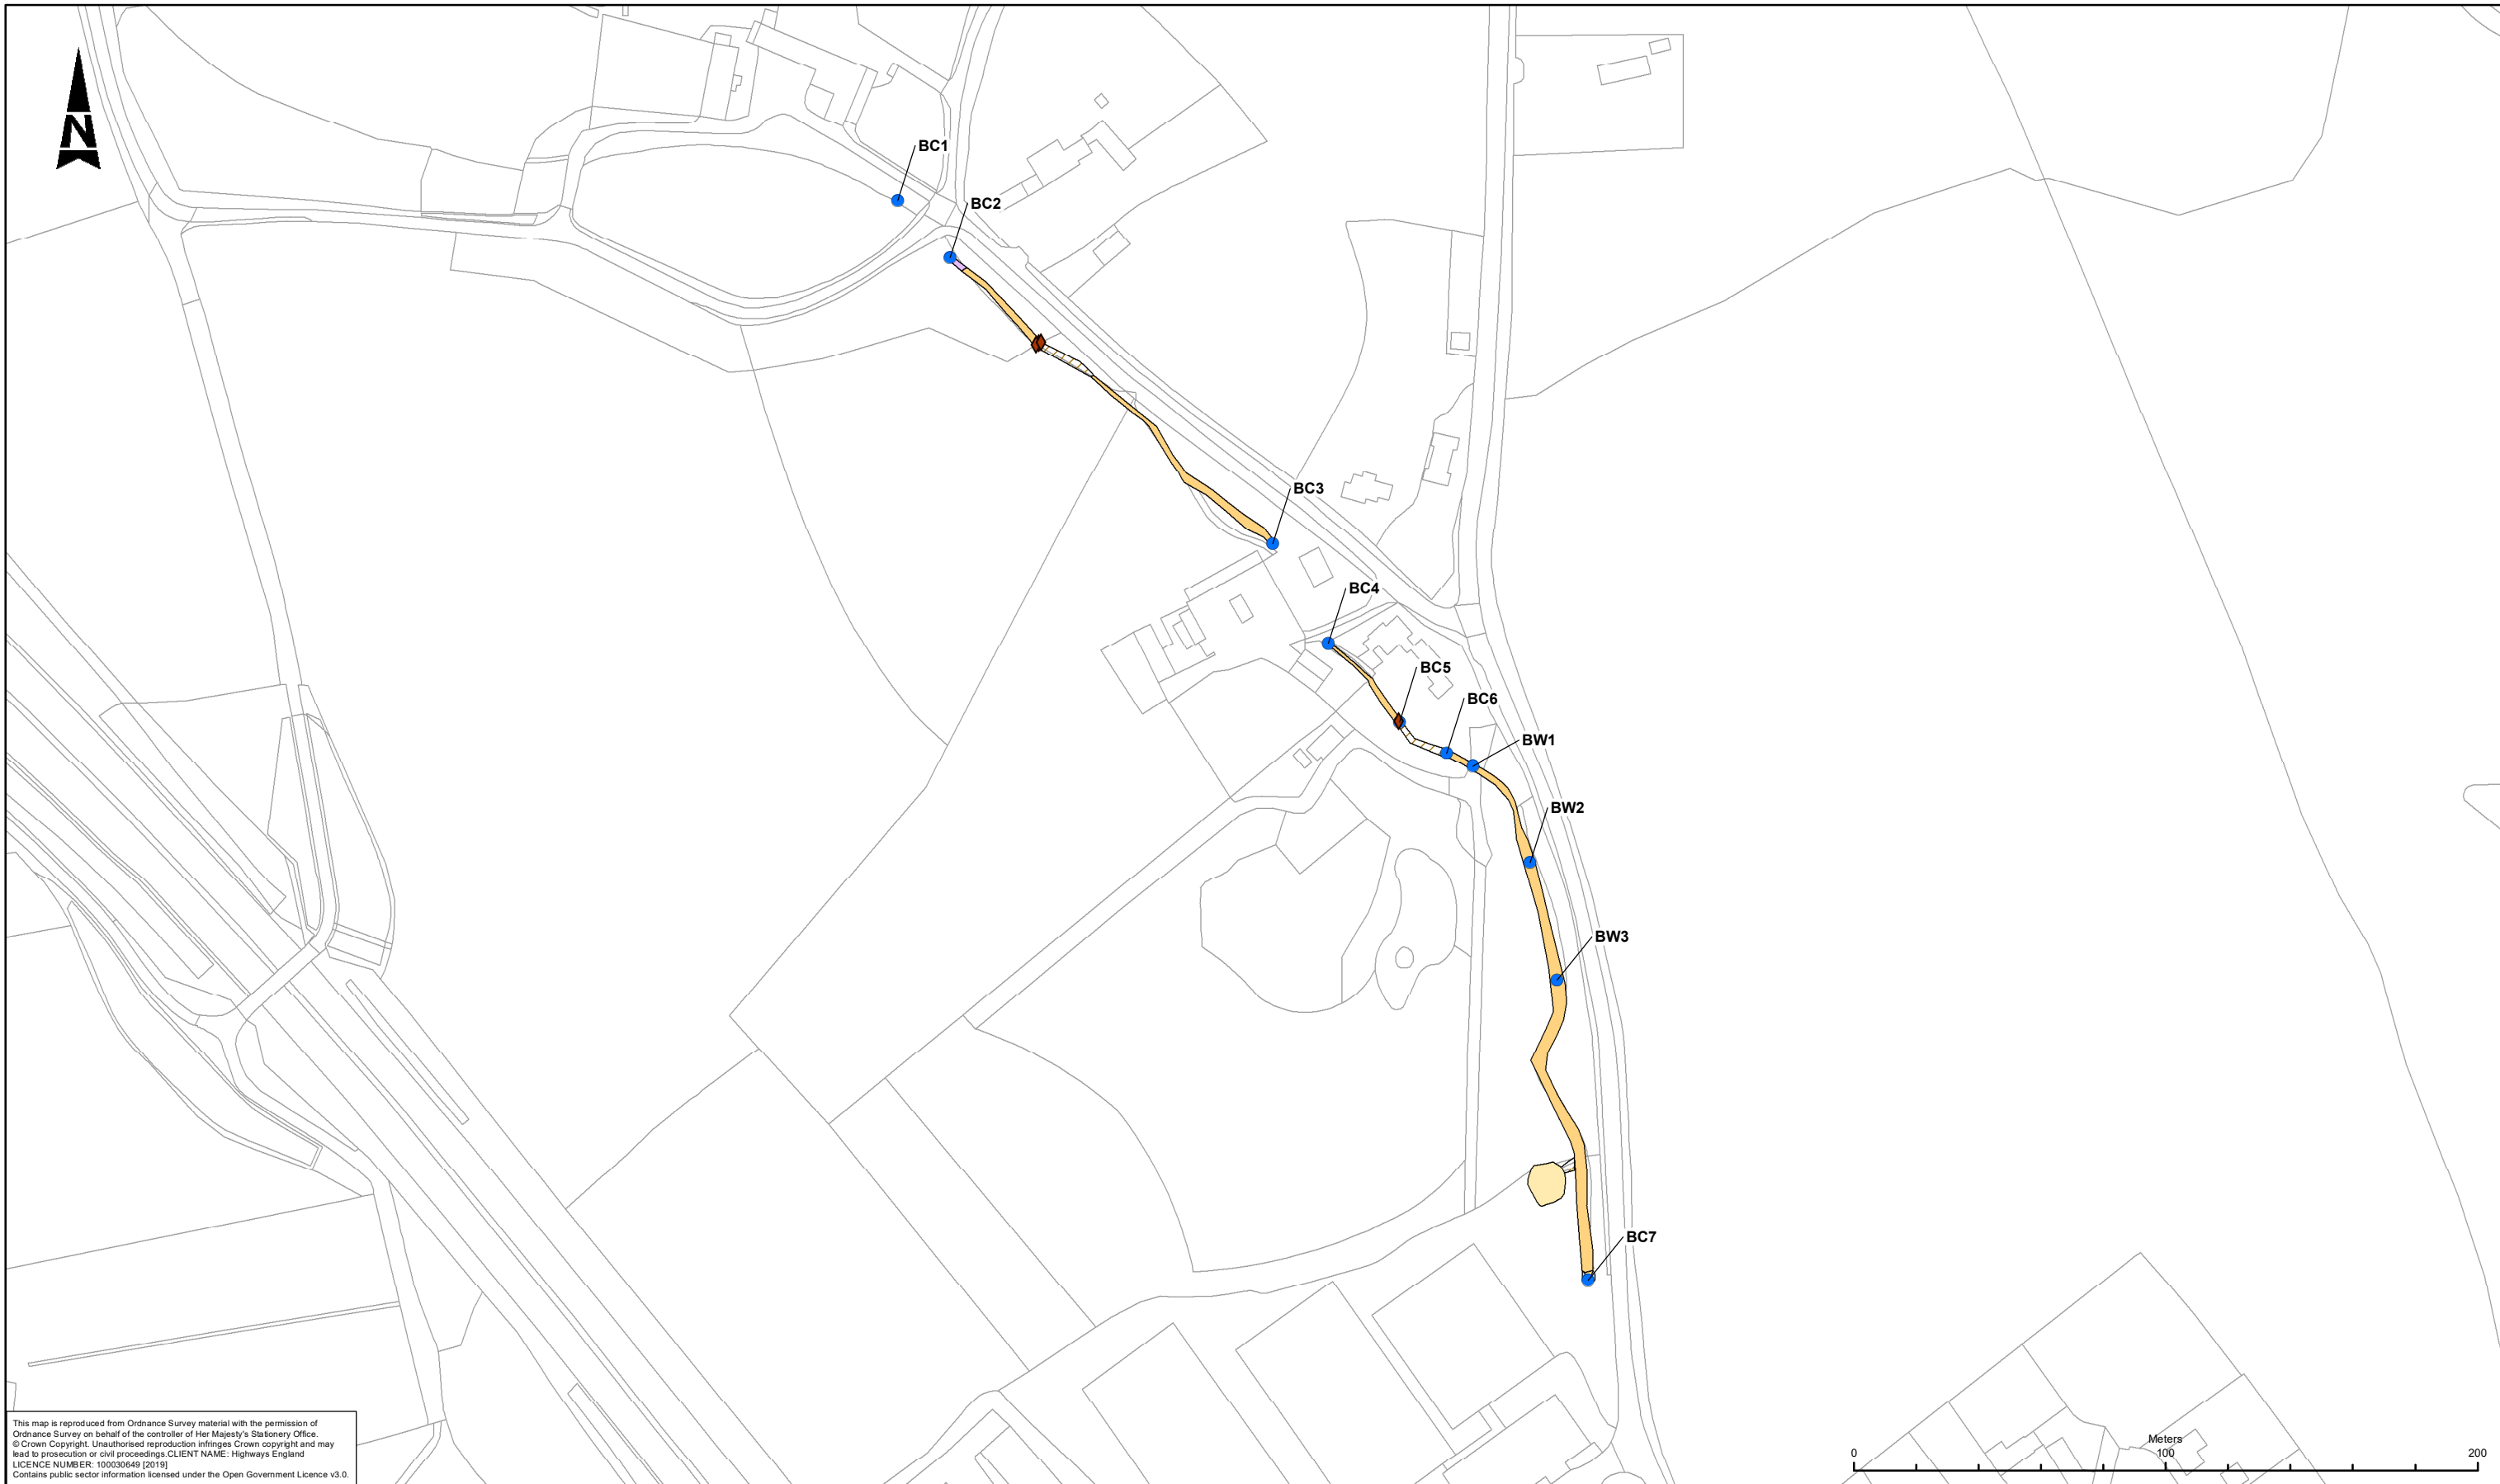 N
BC1
BC2
BC3
BC4
BC5
BC6
BW1
BW2
BW3
BC7
This map is reproduced from Ordnance Survey material with the permission of
Ordnance Survey on behalf of the controller of Her Majesty's Stationery Office.
© Crown Copyright. Unauthorised reproduction infringes Crown copyright and may
lead to prosecution or civil proceedings.CLIENT NAME: Highways England
LICENCE NUMBER: 100030649 [2019]
Contains public sector information licensed under the Open Government Licence v3.0.
Meters
0 100 200